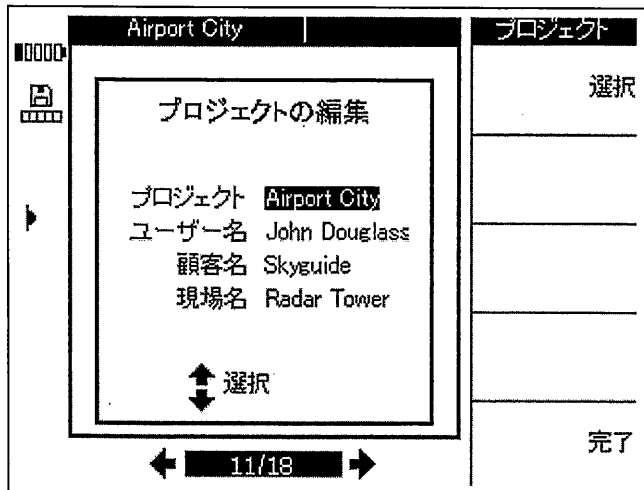 Airport City
プロジェクト
選択
プロジェクトの編集
プロジェクト Airport City
ユーザー名 John Douglass
顧客名 Skyguide
現場名 Radar Tower
選択
11/18
完了